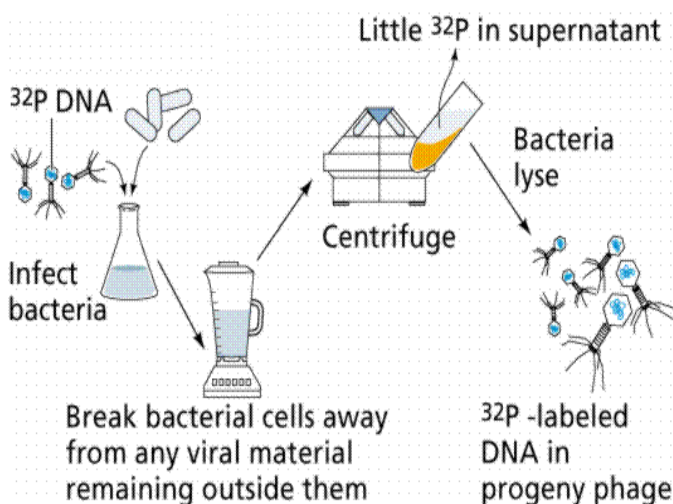 Little ³²P in supernatant
³²P DNA
Infect
bacteria
Break bacterial cells away
from any viral material
remaining outside them
Centrifuge
Bacteria
lyse
³²P -labeled
DNA in
progeny phage